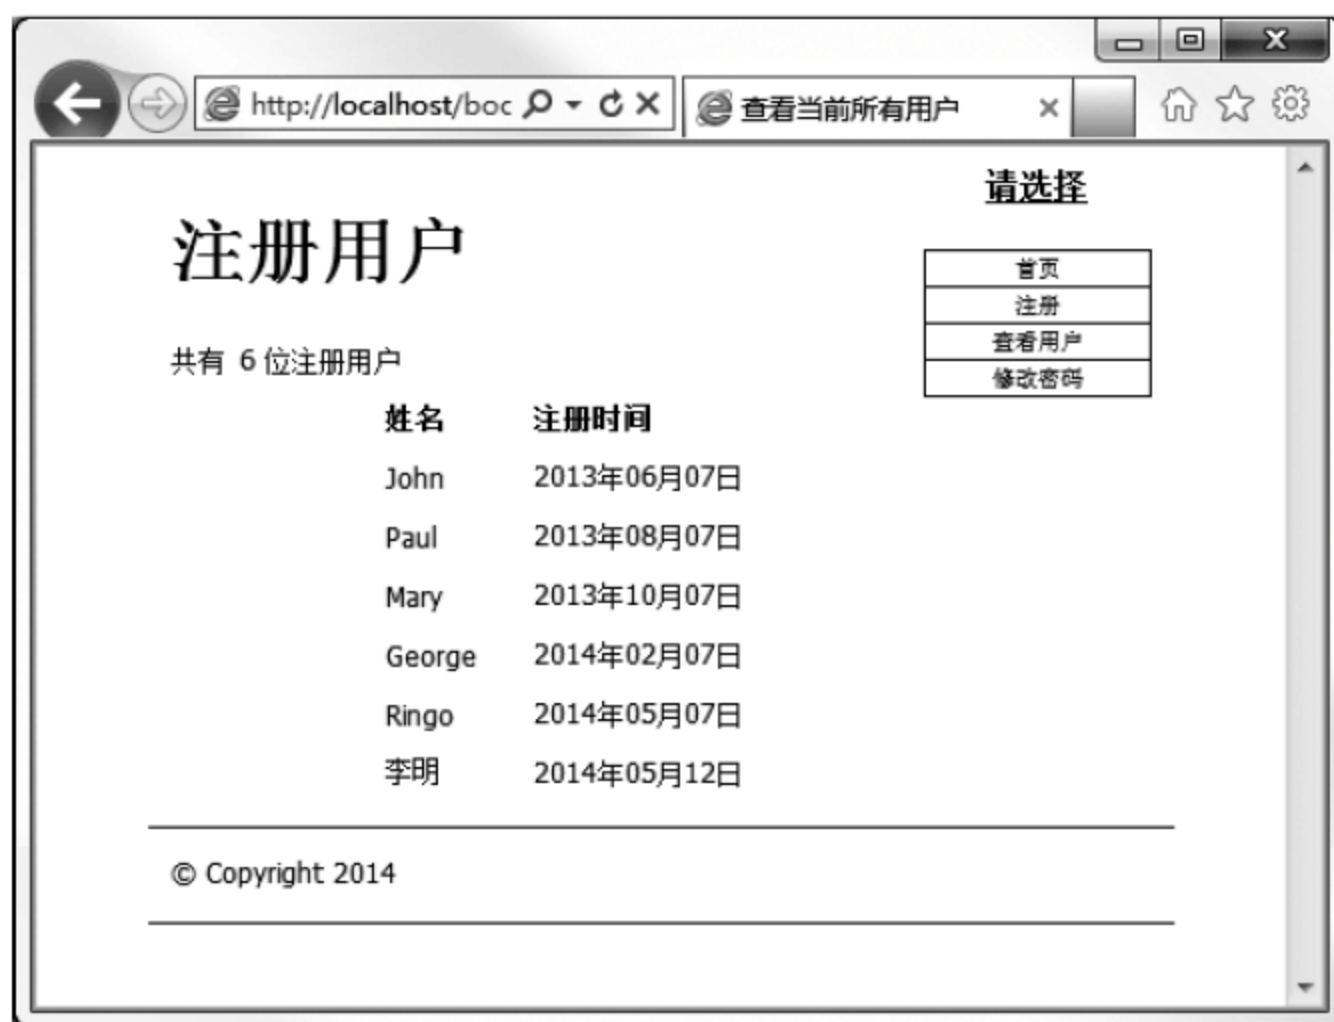 http://localhost/boc
查看当前所有用户
请选择
注册用户
首页
注册
查看用户
修改密码
共有 6 位注册用户
姓名 注册时间
John 2013年06月07日
Paul 2013年08月07日
Mary 2013年10月07日
George 2014年02月07日
Ringo 2014年05月07日
李明 2014年05月12日
© Copyright 2014